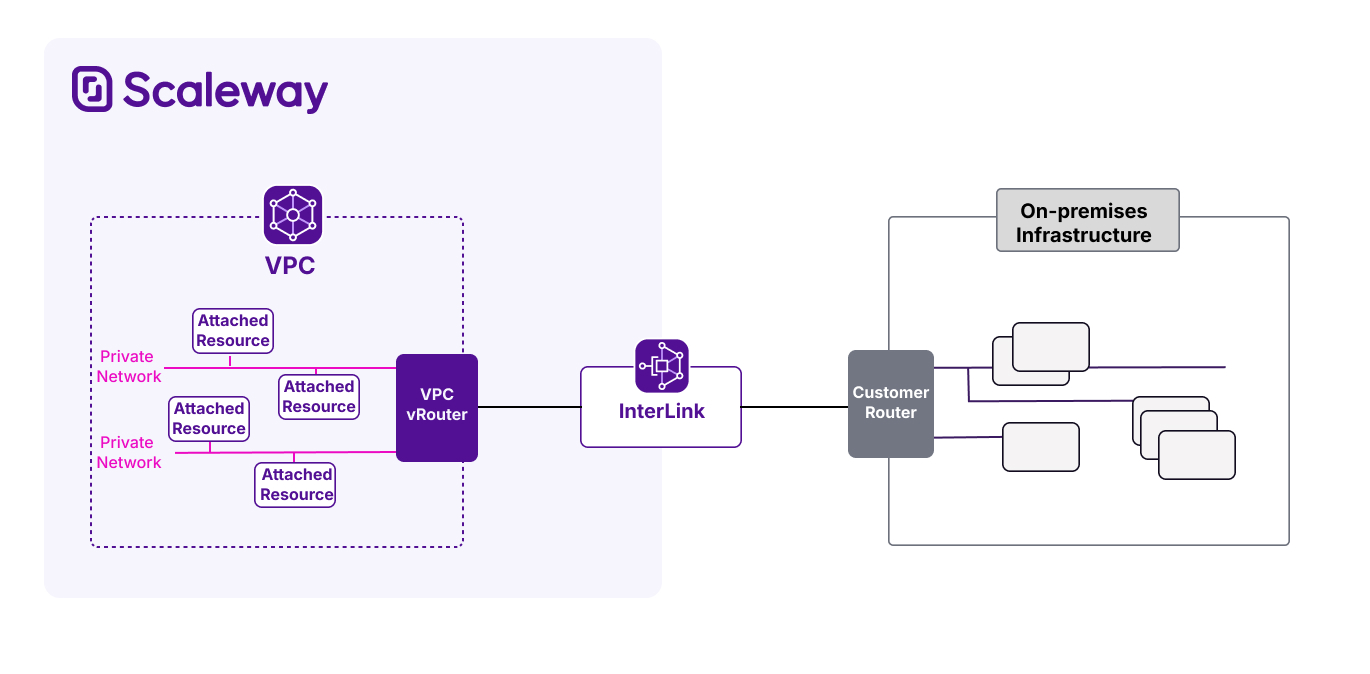 Scaleway
VPC
Attached
Resource
Private
Network
Attached
Resource
Attached
Resource
Private
Network
Attached
Resource
VPC
vRouter
InterLink
On-premises
Infrastructure
Customer
Router